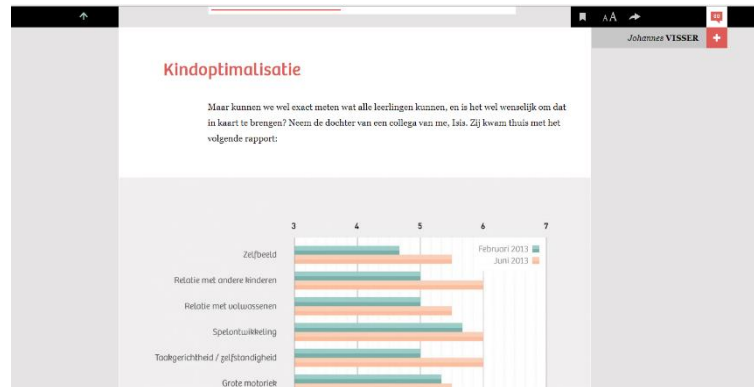 AA
Johannes VISSER
+
Kindoptimalisatie
Maar kunnen we wel exact meten wat alle leerlingen kunnen, en is het wel wenselijk om dat
in kaart te brengen? Neem de dochter van een collega van me, Isis. Zij kwam thuis met het
volgende rapport:
3 4 5 6 7
Februari 2013
Juni 2013
Zelfbeeld
Relatie met andere kinderen
Relatie met volwassenen
Spelontwikkeling
Taakgerichtheid / zelfstandigheid
Grote motoriek